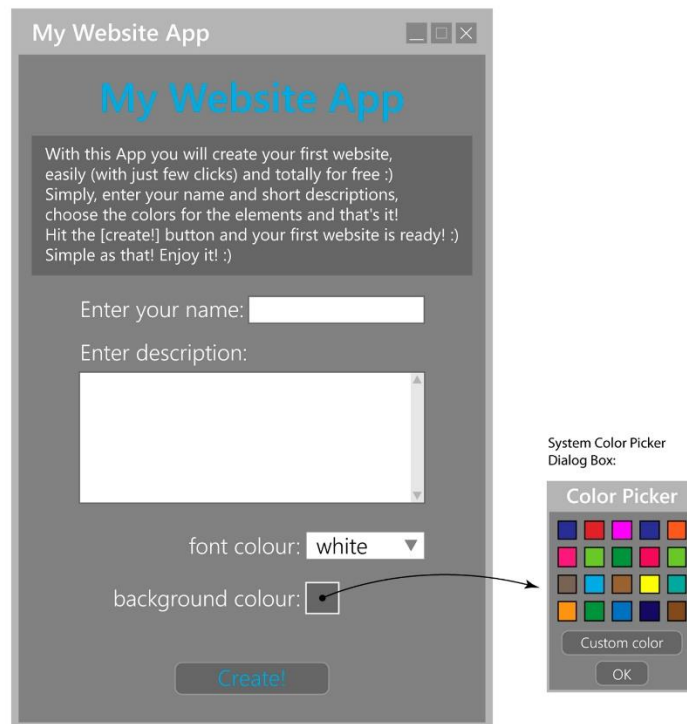 My Website App
My Website App
With this App you will create your first website,
easily (with just few clicks) and totally for free :)
Simply, enter your name and short descriptions,
choose the colors for the elements and that's it!
Hit the [create!] button and your first website is ready! :)
Simple as that! Enjoy it! :)
Enter your name:
Enter description:
font colour: white
background colour:
Create!
System Color Picker
Dialog Box:
Color Picker
Custom color
OK